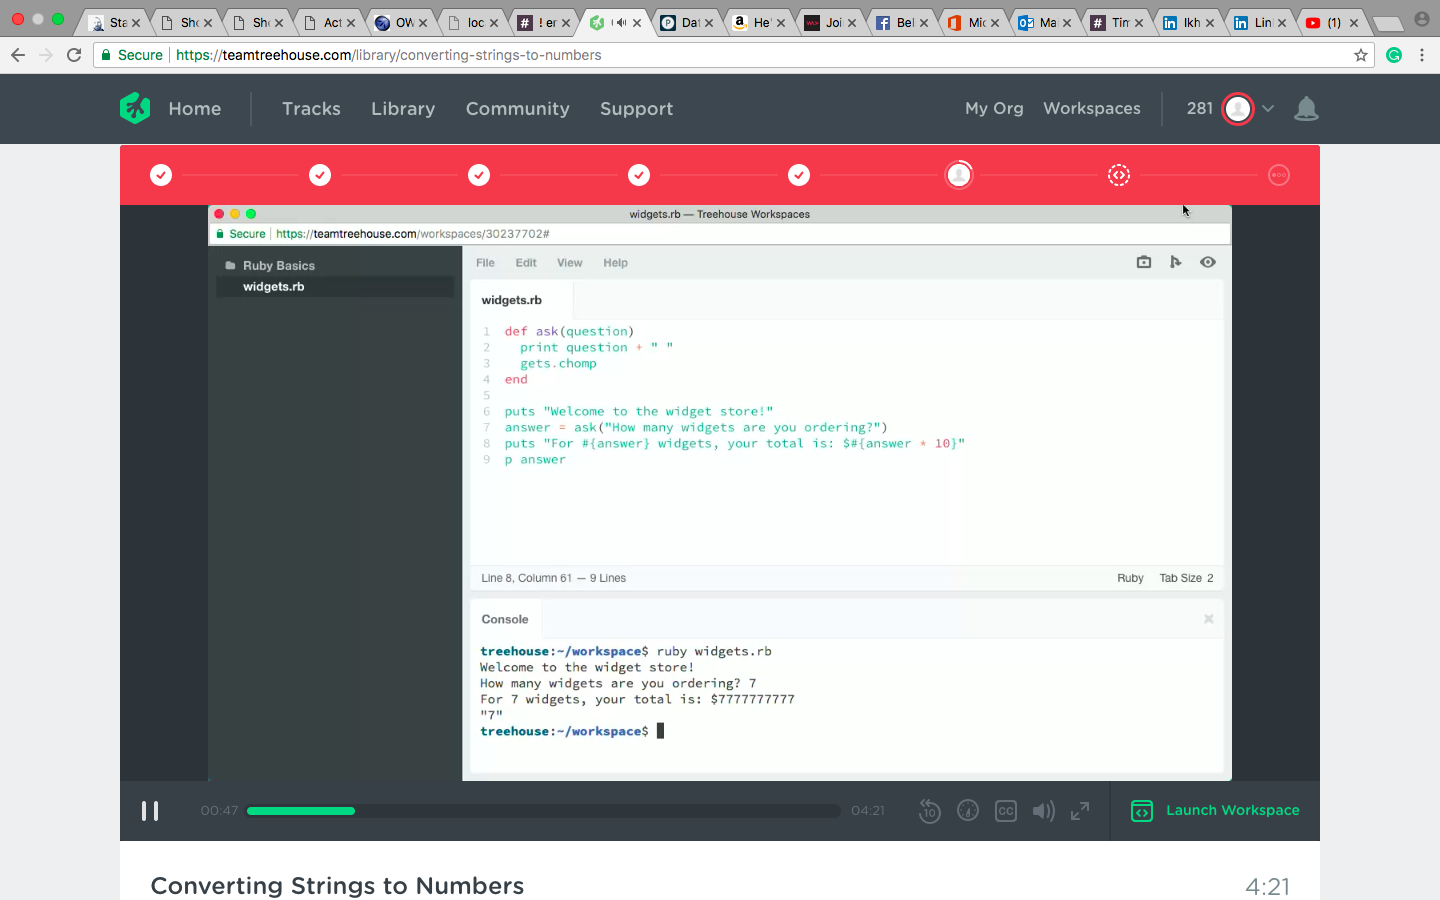 Sta
Sho
Sho
Act
OW
loc
! er
Dat
He
Joi
Bel
Mic
Ma
Tim
Ikh
Lin
(1)
Secure https://teamtreehouse.com/library/converting-strings-to-numbers
Home Tracks Library Community Support My Org Workspaces 281
widgets.rb — Treehouse Workspaces
Secure https://teamtreehouse.com/workspaces/30237702#
Ruby Basics
widgets.rb
File Edit View Help
widgets.rb
1 def ask(question)
2 print question + " "
3 gets.chomp
4 end
5
6 puts "Welcome to the widget store!"
7 answer = ask("How many widgets are you ordering?")
8 puts "For #{answer} widgets, your total is: $#{answer * 10}"
9 p answer
Line 8, Column 61 — 9 Lines Ruby Tab Size 2
Console
treehouse:~/workspace$ ruby widgets.rb
Welcome to the widget store!
How many widgets are you ordering? 7
For 7 widgets, your total is: $7777777777
"7"
treehouse:~/workspace$
00:47 04:21 10 CC Launch Workspace
Converting Strings to Numbers 4:21